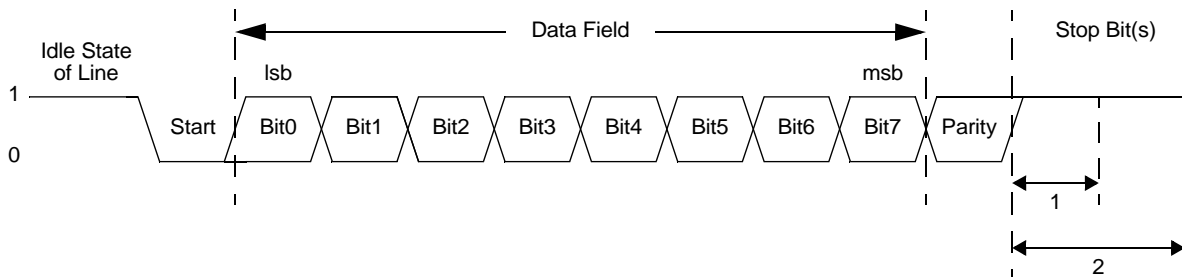 Data Field
Stop Bit(s)
Idle State
of Line
lsb
msb
1
Start
Bit0
Bit1
Bit2
Bit3
Bit4
Bit5
Bit6
Bit7
Parity
0
1
2